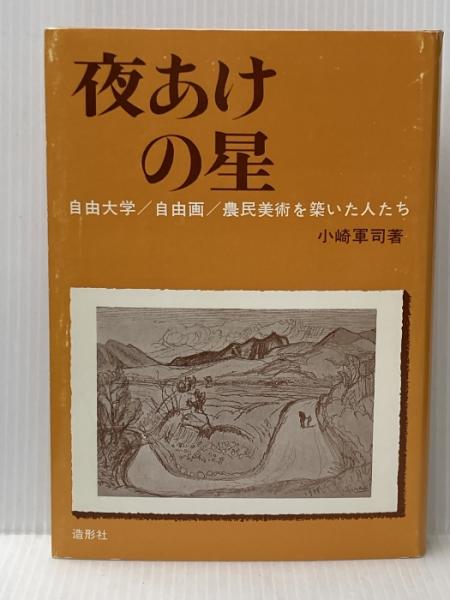 夜あけ
の星
自由大学/自由画/農民美術を築いた人たち
小崎軍司著
造形社